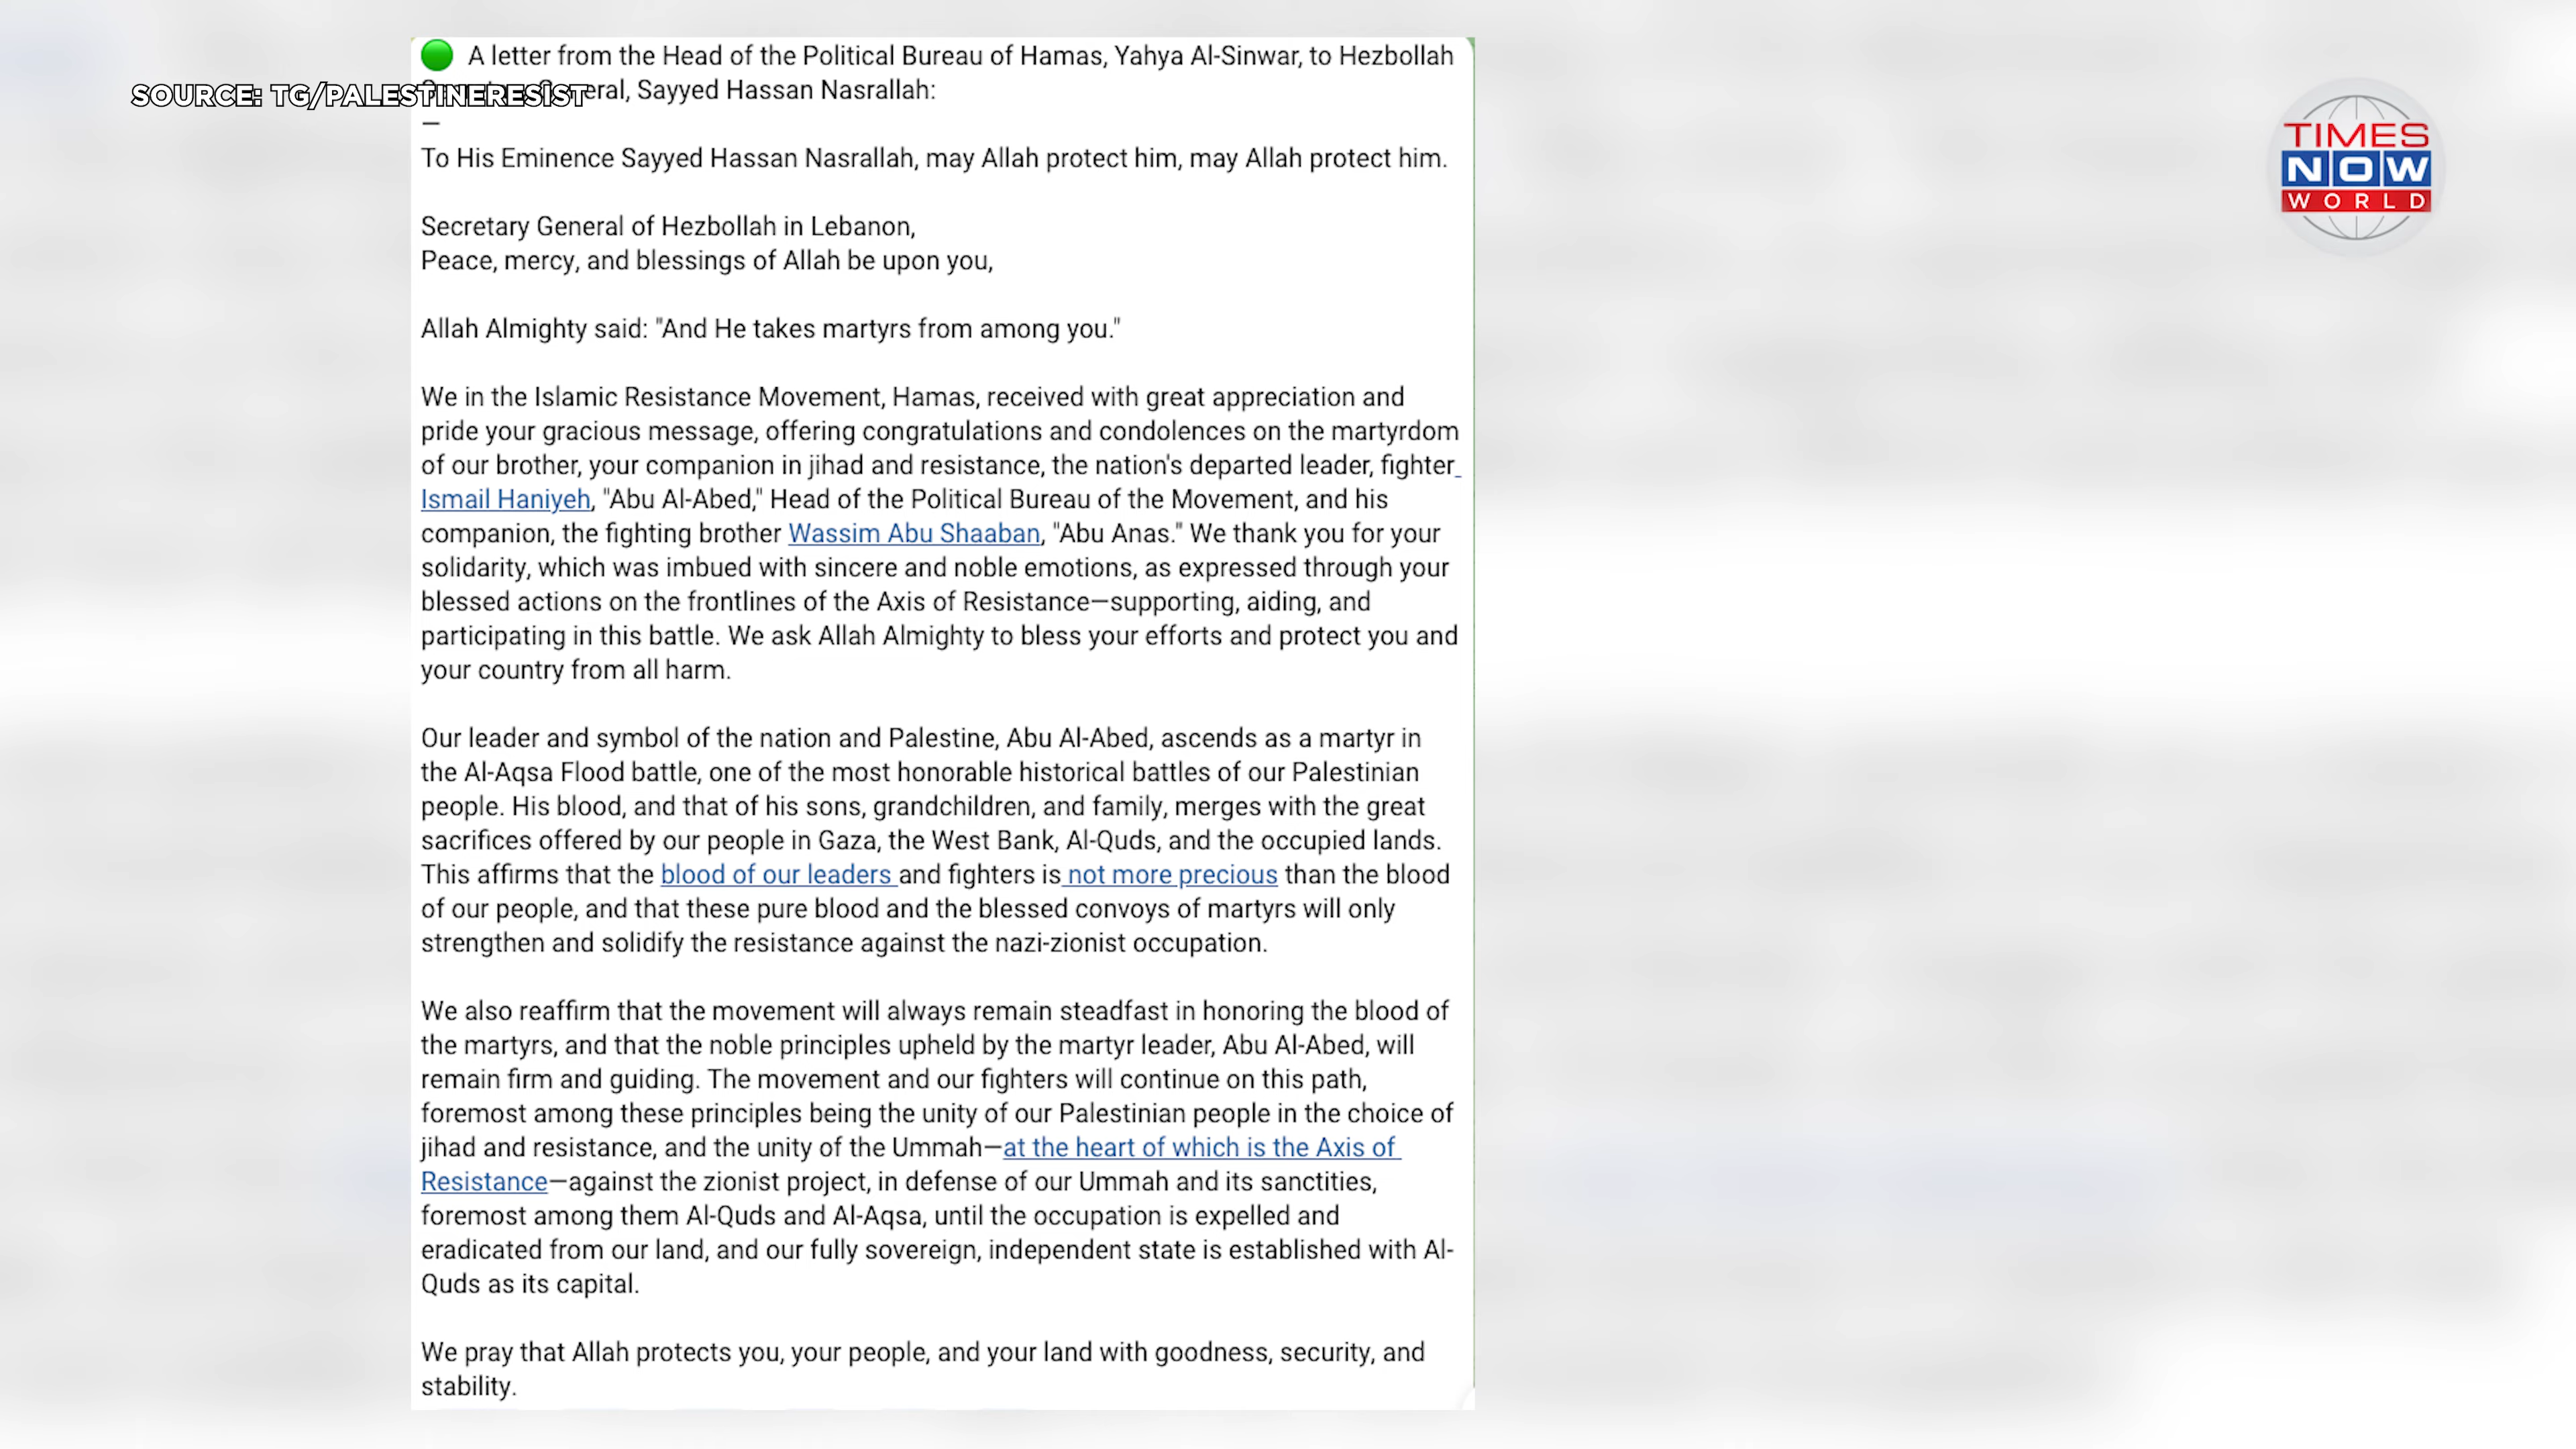 A letter from the Head of the Political Bureau of Hamas, Yahya Al-Sinwar, to Hezbollah
eral, Sayyed Hassan Nasrallah:
SOURCE: TG/PALESTINERESIST
—
To His Eminence Sayyed Hassan Nasrallah, may Allah protect him, may Allah protect him.
Secretary General of Hezbollah in Lebanon,
Peace, mercy, and blessings of Allah be upon you,
Allah Almighty said: "And He takes martyrs from among you."
We in the Islamic Resistance Movement, Hamas, received with great appreciation and
pride your gracious message, offering congratulations and condolences on the martyrdom
of our brother, your companion in jihad and resistance, the nation's departed leader, fighter
Ismail Haniyeh, "Abu Al-Abed," Head of the Political Bureau of the Movement, and his
companion, the fighting brother Wassim Abu Shaaban, "Abu Anas." We thank you for your
solidarity, which was imbued with sincere and noble emotions, as expressed through your
blessed actions on the frontlines of the Axis of Resistance—supporting, aiding, and
participating in this battle. We ask Allah Almighty to bless your efforts and protect you and
your country from all harm.
Our leader and symbol of the nation and Palestine, Abu Al-Abed, ascends as a martyr in
the Al-Aqsa Flood battle, one of the most honorable historical battles of our Palestinian
people. His blood, and that of his sons, grandchildren, and family, merges with the great
sacrifices offered by our people in Gaza, the West Bank, Al-Quds, and the occupied lands.
This affirms that the blood of our leaders and fighters is not more precious than the blood
of our people, and that these pure blood and the blessed convoys of martyrs will only
strengthen and solidify the resistance against the nazi-zionist occupation.
We also reaffirm that the movement will always remain steadfast in honoring the blood of
the martyrs, and that the noble principles upheld by the martyr leader, Abu Al-Abed, will
remain firm and guiding. The movement and our fighters will continue on this path,
foremost among these principles being the unity of our Palestinian people in the choice of
jihad and resistance, and the unity of the Ummah—at the heart of which is the Axis of
Resistance—against the zionist project, in defense of our Ummah and its sanctities,
foremost among them Al-Quds and Al-Aqsa, until the occupation is expelled and
eradicated from our land, and our fully sovereign, independent state is established with Al-
Quds as its capital.
We pray that Allah protects you, your people, and your land with goodness, security, and
stability.
TIMES
NOW
WORLD